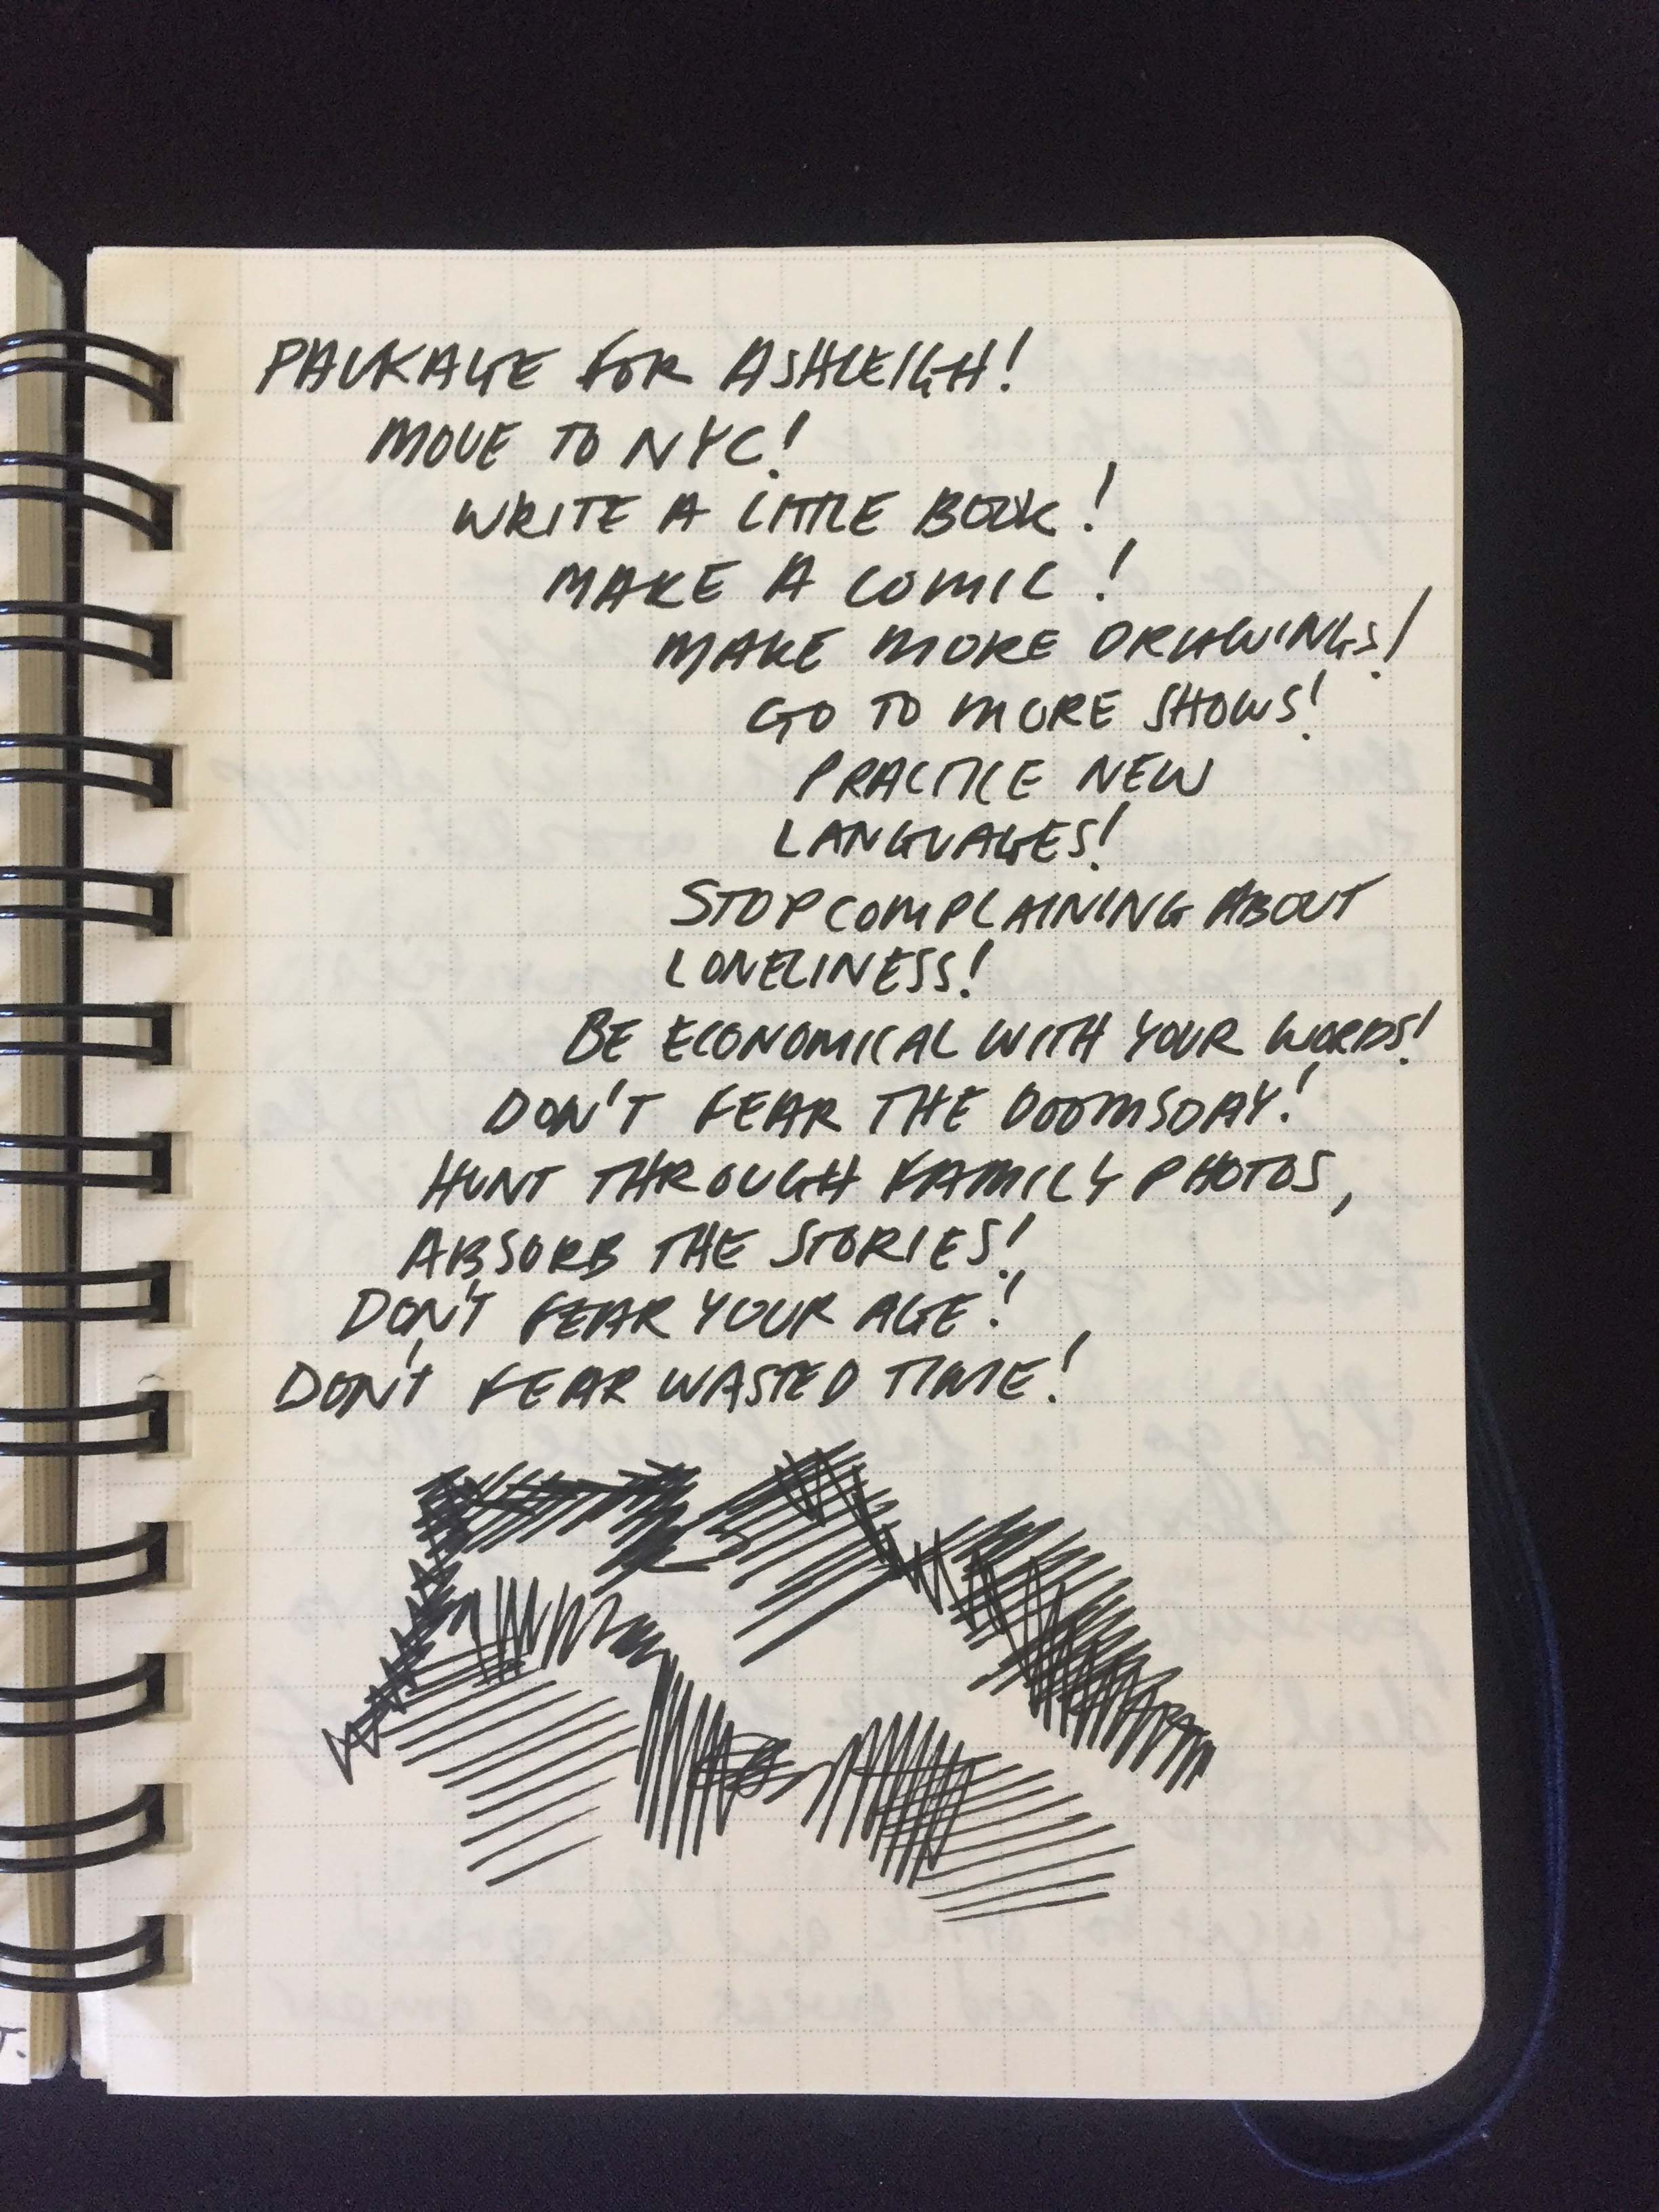 PACKAGE FOR ASHLEIGH!
MOVE TO NYC!
WRITE A LITTLE BOOK!
MAKE A COMIC!
MAKE MORE DRAWINGS!
GO TO MORE SHOWS!
PRACTICE NEW
LANGUAGES!
STOP COMPLAINING ABOUT
LONELINESS!
BE ECONOMICAL WITH YOUR WORDS!
DON'T FEAR THE DOOMSDAY!
HUNT THROUGH FAMILY PHOTOS,
ABSORB THE STORIES!
DON'T FEAR YOUR AGE!
DON'T FEAR WASTED TIME!
T.